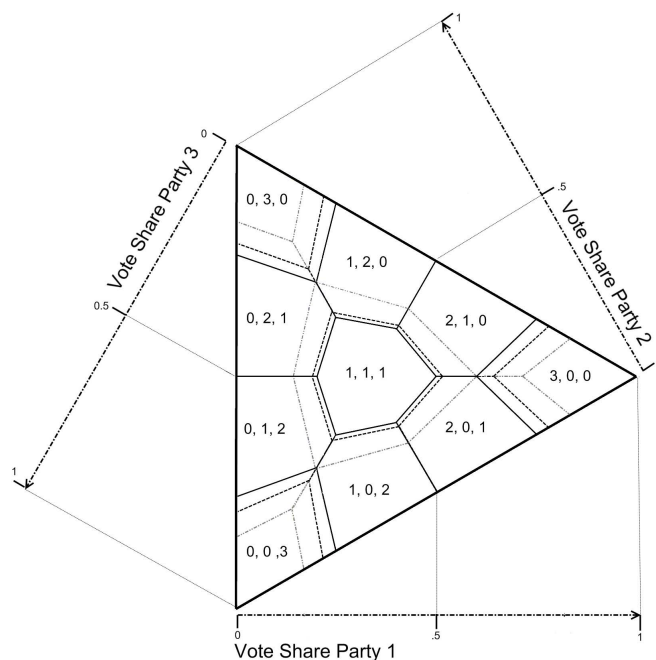 1
0
Vote Share Party 3
.5
0, 3, 0
Vote Share Party 2
1, 2, 0
0.5
0, 2, 1
2, 1, 0
1, 1, 1
3, 0, 0
0, 1, 2
2, 0, 1
1
1, 0, 2
0, 0 ,3
0
.5
1
Vote Share Party 1